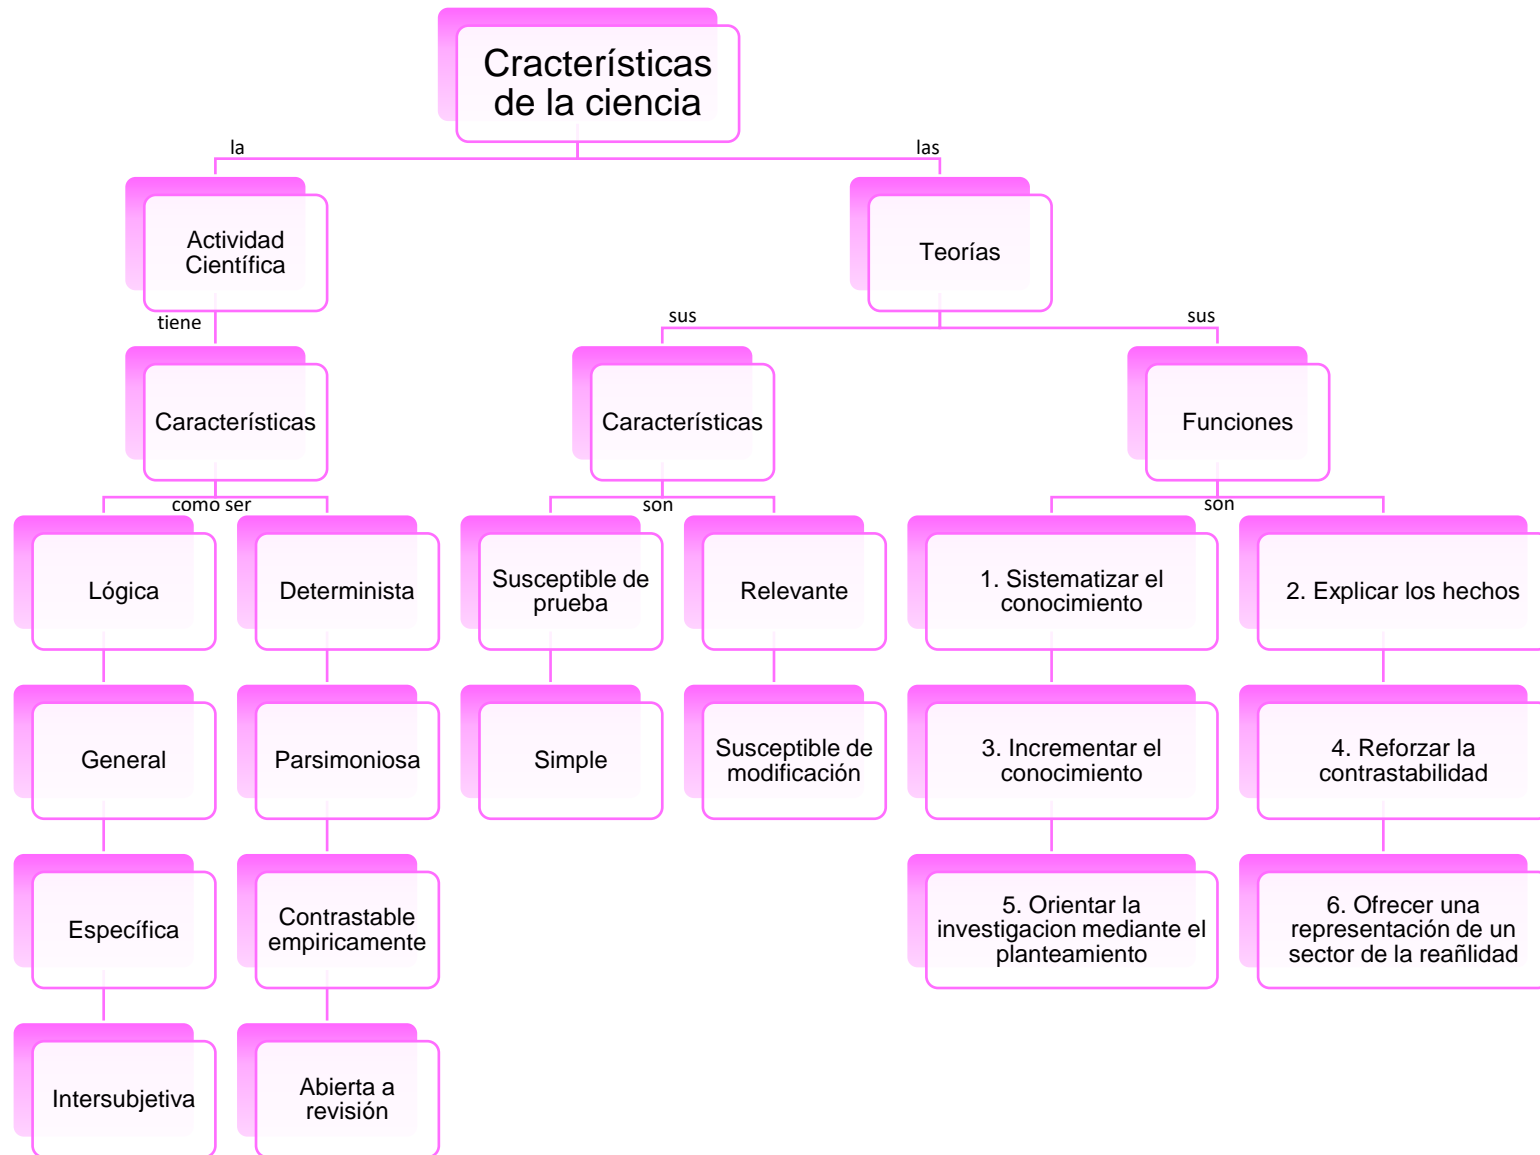 Cracterísticas
de la ciencia
la
las
Actividad
Científica
Teorías
tiene
sus
sus
Características
Características
Funciones
como ser
son
son
Lógica
Determinista
Susceptible de
prueba
Relevante
1. Sistematizar el
conocimiento
2. Explicar los hechos
General
Parsimoniosa
Simple
Susceptible de
modificación
3. Incrementar el
conocimiento
4. Reforzar la
contrastabilidad
Específica
Contrastable
empiricamente
5. Orientar la
investigacion mediante el
planteamiento
6. Ofrecer una
representación de un
sector de la reañlidad
Intersubjetiva
Abierta a
revisión